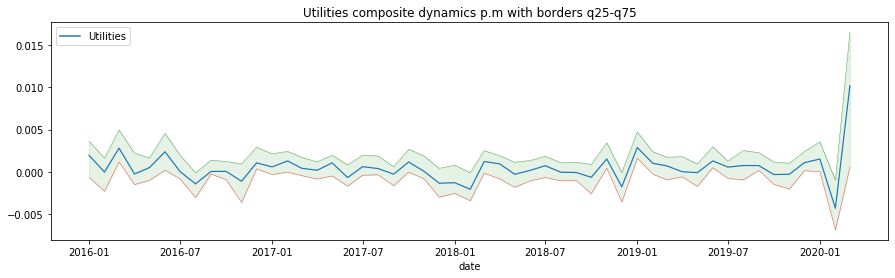 Utilities composite dynamics p.m with borders q25-q75
Utilities
0.015
0.010
0.005
0.000
−0.005
2016-01 2016-07 2017-01 2017-07 2018-01 2018-07 2019-01 2019-07 2020-01
date